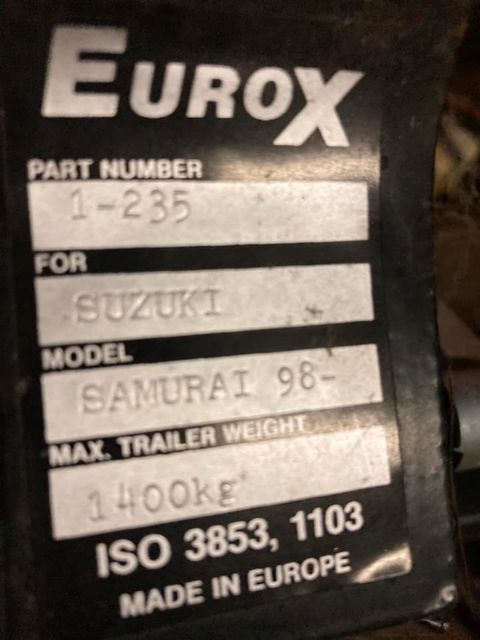 EUROX
PART NUMBER
1-235
FOR
SUZUKI
MODEL
SAMURAI 98-
MAX. TRAILER WEIGHT
1400kg
ISO 3853, 1103
MADE IN EUROPE